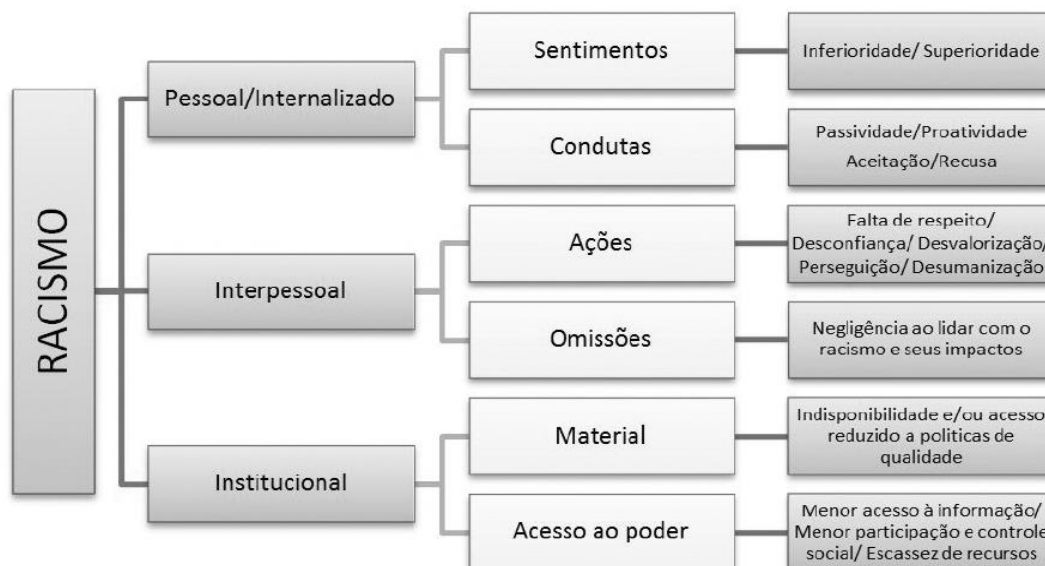 RACISMO
Pessoal/Internalizado
Sentimentos
Inferioridade/ Superioridade
Condutas
Passividade/Proatividade
Aceitação/Recusa
Interpessoal
Ações
Falta de respeito/
Desconfiança/ Desvalorização/
Perseguição/ Desumanização
Omissões
Negligência ao lidar com o
racismo e seus impactos
Institucional
Material
Indisponibilidade e/ou acesso
reduzido a politicas de
qualidade
Acesso ao poder
Menor acesso à informação/
Menor participação e controle
social/ Escassez de recursos